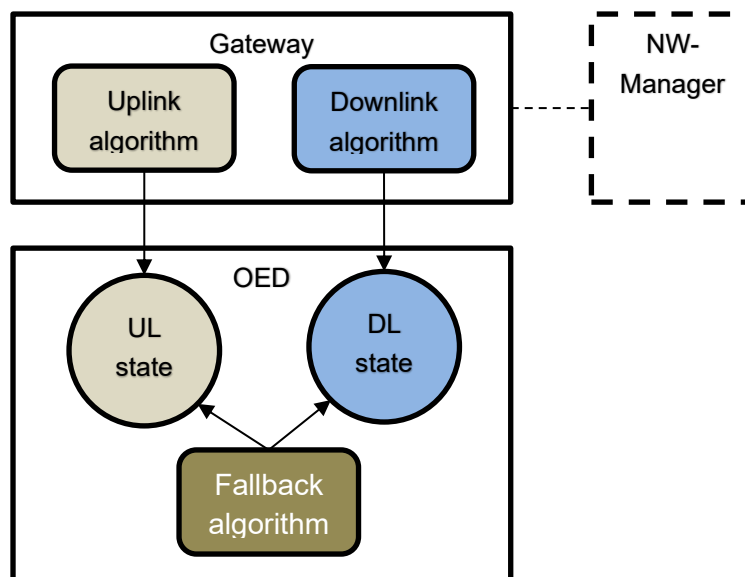 Gateway
Uplink
algorithm
Downlink
algorithm
NW-
Manager
OED
UL
state
DL
state
Fallback
algorithm